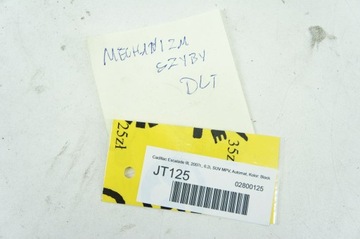 MECHANIZM
SZYBY
DLT
35zł
25zł
Cadillac Escalade III, 2007r., 6.2i, SUV MPV, Automat, Kolor: Black
JT125
02800125